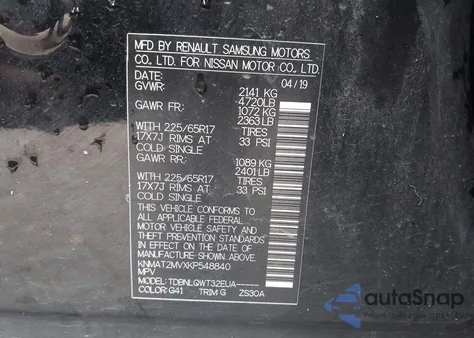 MFD BY RENAULT SAMSUNG MOTORS
CO., LTD. FOR NISSAN MOTOR CO., LTD.
DATE: 04/19
GVWR: 2141 KG
4720LB
GAWR FR: 1072 KG
2363LB
WITH 225/65R17 TIRES
17X7J RIMS AT 33 PSI
COLD SINGLE
GAWR RR: 1089 KG
2401LB
WITH 225/65R17 TIRES
17X7J RIMS AT 33 PSI
COLD SINGLE
THIS VEHICLE CONFORMS TO
ALL APPLICABLE FEDERAL
MOTOR VEHICLE SAFETY AND
THEFT PREVENTION STANDARDS
IN EFFECT ON THE DATE OF
MANUFACTURE SHOWN ABOVE
KNMAT2MVXKP548840
MPV
MODEL: TDBNLGWT32EUA-----
COLOR: G41 TRIM: G ZS30A
autoSnap